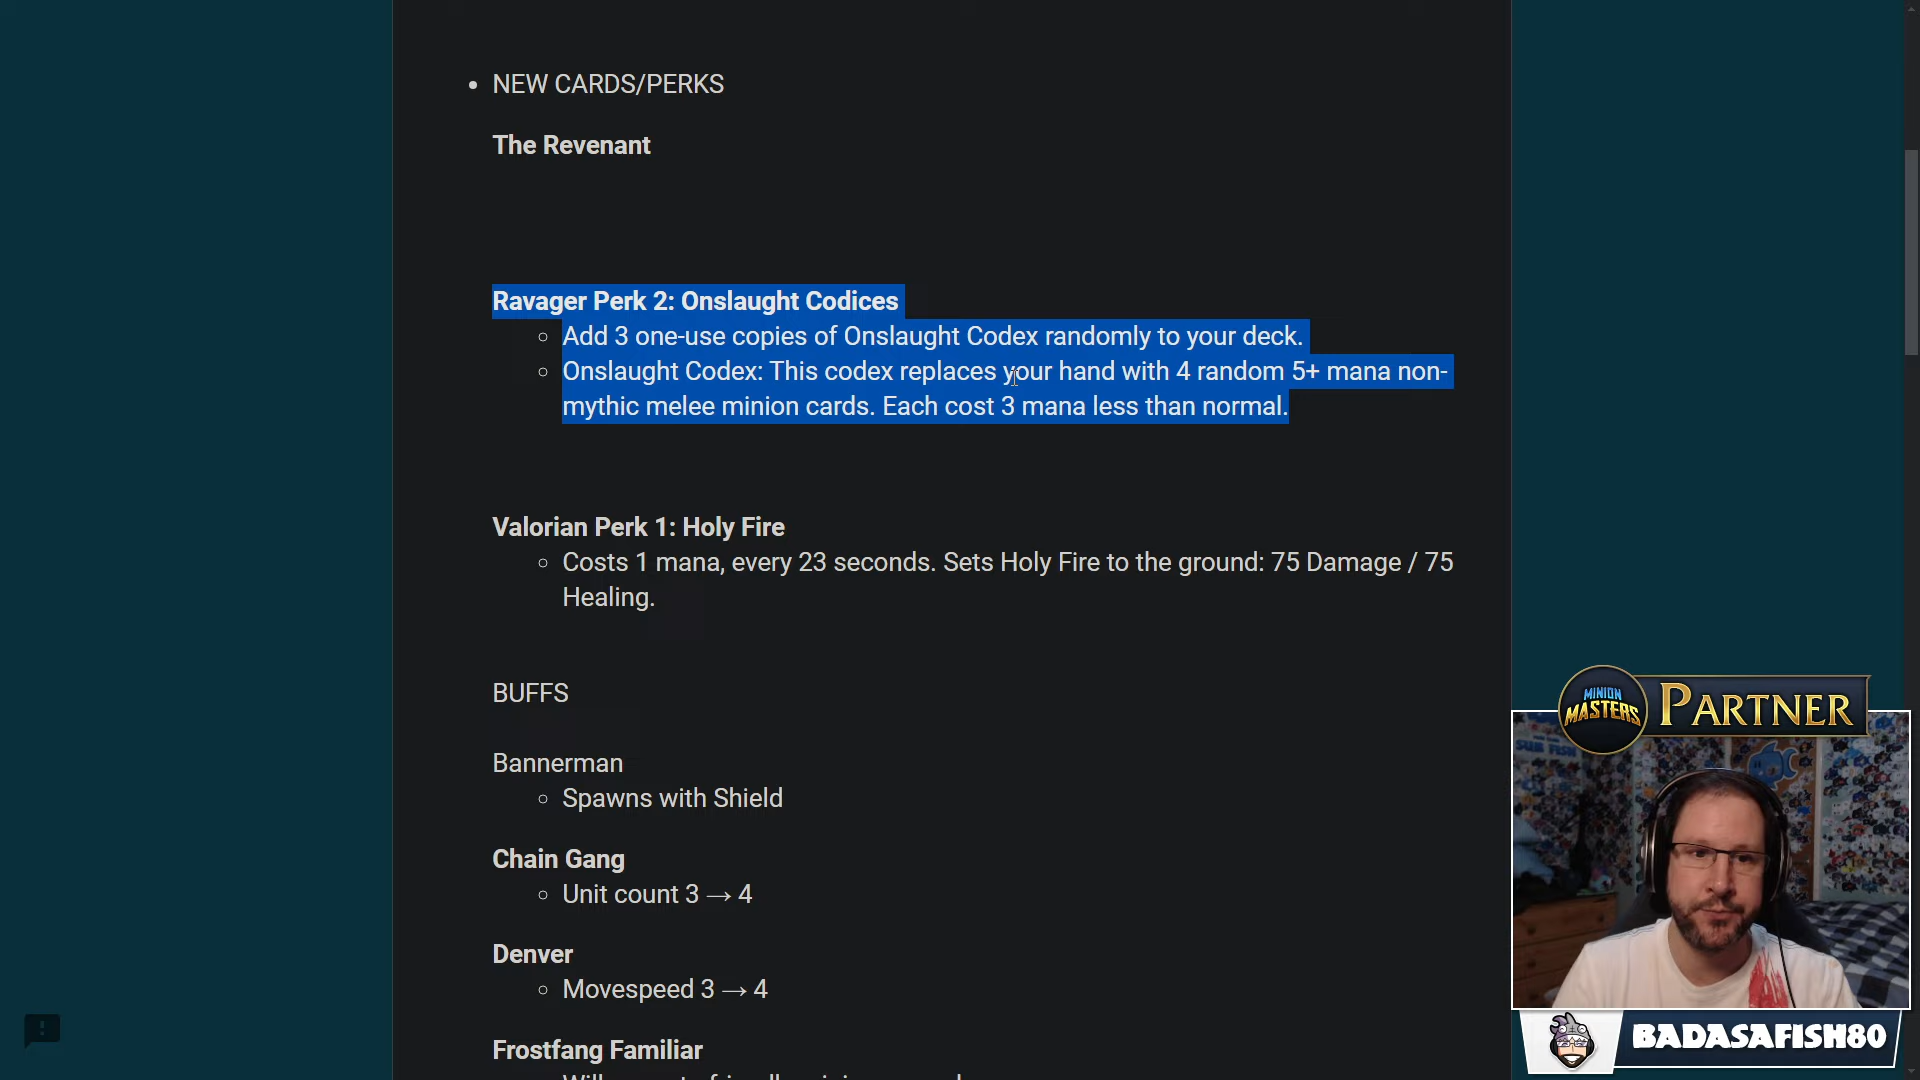 NEW CARDS/PERKS
The Revenant
Ravager Perk 2: Onslaught Codices
Add 3 one-use copies of Onslaught Codex randomly to your deck.
Onslaught Codex: This codex replaces your hand with 4 random 5+ mana non-
mythic melee minion cards. Each cost 3 mana less than normal.
Valorian Perk 1: Holy Fire
Costs 1 mana, every 23 seconds. Sets Holy Fire to the ground: 75 Damage / 75
Healing.
BUFFS
Bannerman
Spawns with Shield
Chain Gang
Unit count 3 → 4
Denver
Movespeed 3 → 4
Frostfang Familiar
MINION
MASTERS
PARTNER
SUB FISH
BADASAFISH80